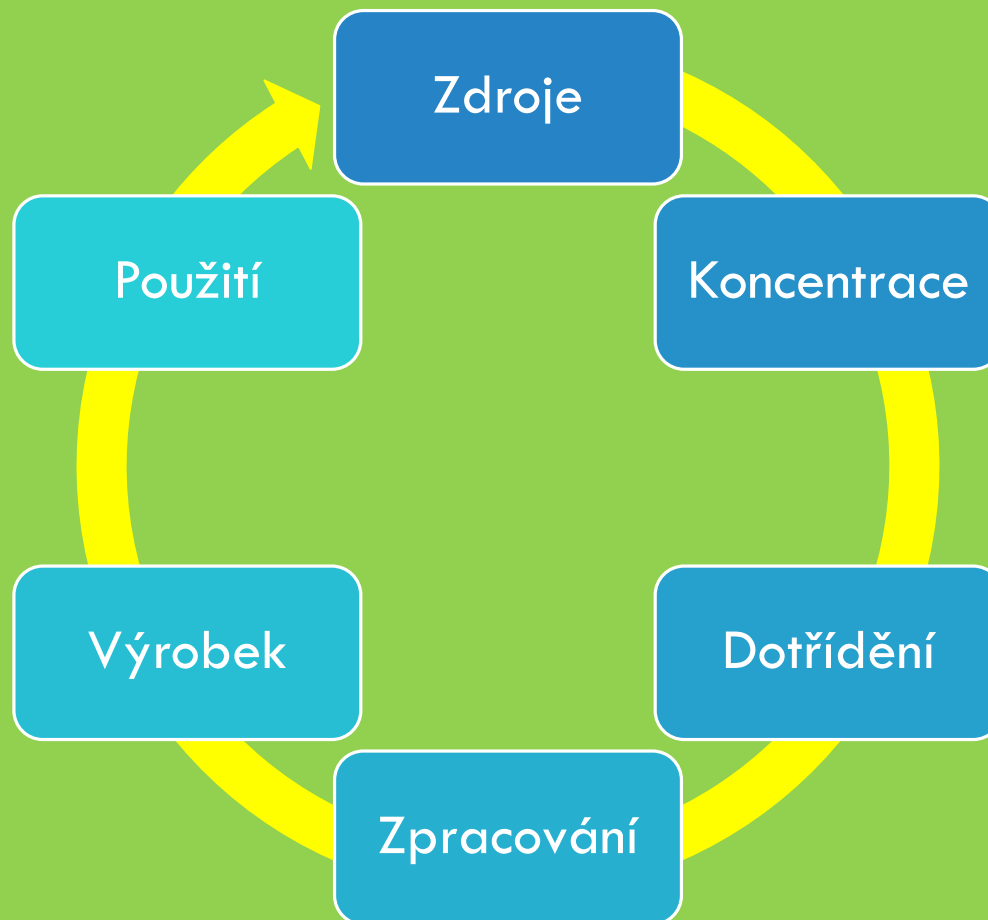 Zdroje
Koncentrace
Dotřídění
Zpracování
Výrobek
Použití